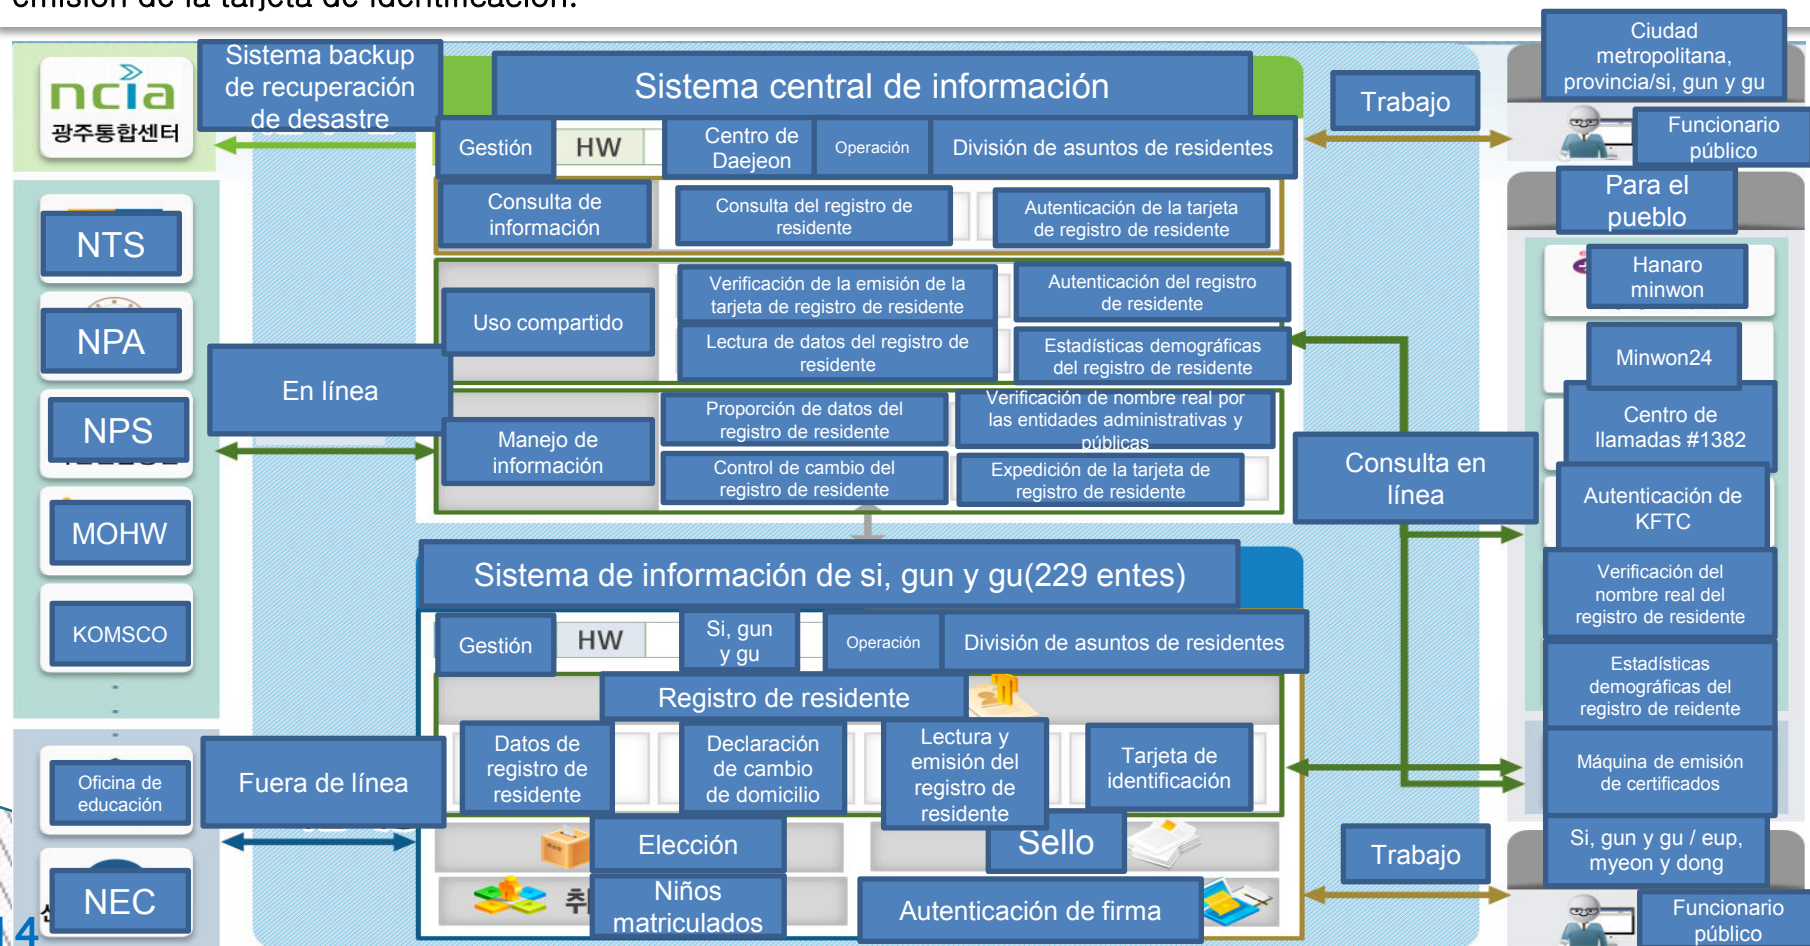 emisión de la tarjeta de identificación.
ncia
광주통합센터
Sistema backup
de recuperación
de desastre
Sistema central de información
Trabajo
Ciudad
metropolitana,
provincia/si, gun y gu
Funcionario
público
Gestión
HW
Centro de
Daejeon
Operación
División de asuntos de residentes
Consulta de
información
Consulta del registro de
residente
Autenticación de la tarjeta
de registro de residente
Para el
pueblo
NTS
NPA
NPS
MOHW
KOMSCO
En línea
Uso compartido
Verificación de la emisión de la
tarjeta de registro de residente
Autenticación del registro
de residente
Lectura de datos del registro de
residente
Estadísticas demográficas
del registro de residente
Manejo de
información
Proporción de datos del
registro de residente
Verificación de nombre real por
las entidades administrativas y
públicas
Control de cambio del
registro de residente
Expedición de la tarjeta de
registro de residente
Consulta en
línea
Hanaro
minwon
Minwon24
Centro de
llamadas #1382
Autenticación de
KFTC
Verificación del
nombre real del
registro de residente
Estadísticas
demográficas del
registro de reidente
Máquina de emisión
de certificados
Sistema de información de si, gun y gu(229 entes)
Gestión
HW
Si, gun
y gu
Operación
División de asuntos de residentes
Registro de residente
Datos de
registro de
residente
Declaración
de cambio
de domicilio
Lectura y
emisión del
registro de
residente
Tarjeta de
identificación
Oficina de
educación
Fuera de línea
NEC
Elección
Sello
취
Niños
matriculados
Autenticación de firma
Trabajo
Si, gun y gu / eup,
myeon y dong
Funcionario
público
14